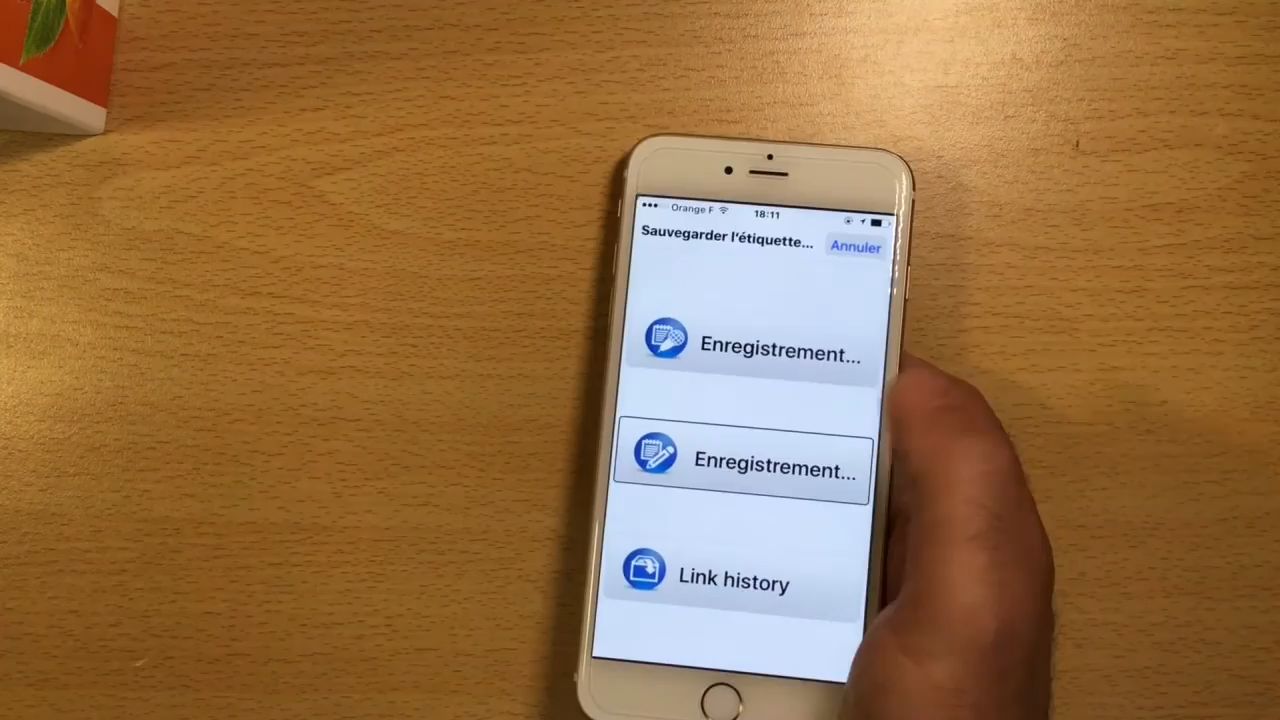 Orange F 18:11
Sauvegarder l'étiquette... Annuler
Enregistrement...
Enregistrement...
Link history